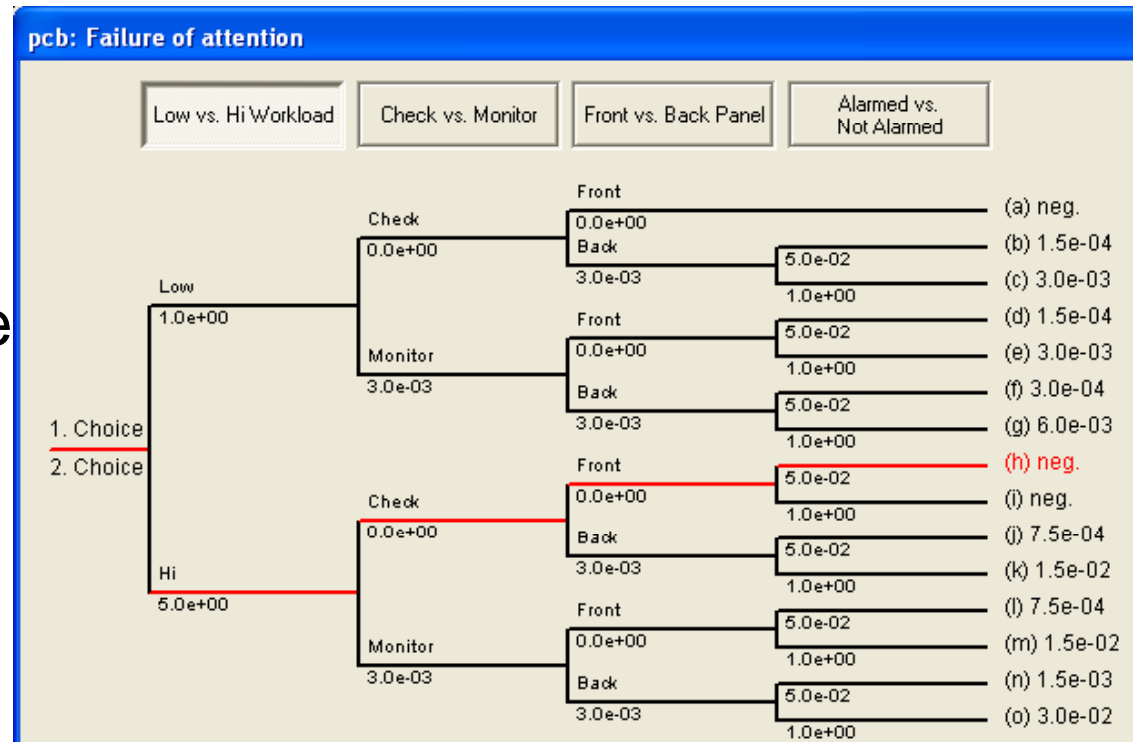 pcb: Failure of attention
Low vs. Hi Workload
Check vs. Monitor
Front vs. Back Panel
Alarmed vs.
Not Alarmed
e
1. Choice
2. Choice
Low
1.0e+00
Hi
5.0e+00
Check
0.0e+00
Monitor
3.0e-03
Check
0.0e+00
Monitor
3.0e-03
Front
0.0e+00
Back
3.0e-03
Front
0.0e+00
Back
3.0e-03
Front
0.0e+00
Back
3.0e-03
Front
0.0e+00
Back
3.0e-03
5.0e-02
1.0e+00
5.0e-02
1.0e+00
5.0e-02
1.0e+00
5.0e-02
1.0e+00
5.0e-02
1.0e+00
5.0e-02
1.0e+00
5.0e-02
1.0e+00
(a) neg.
(b) 1.5e-04
(c) 3.0e-03
(d) 1.5e-04
(e) 3.0e-03
(f) 3.0e-04
(g) 6.0e-03
(h) neg.
(i) neg.
(j) 7.5e-04
(k) 1.5e-02
(l) 7.5e-04
(m) 1.5e-02
(n) 1.5e-03
(o) 3.0e-02